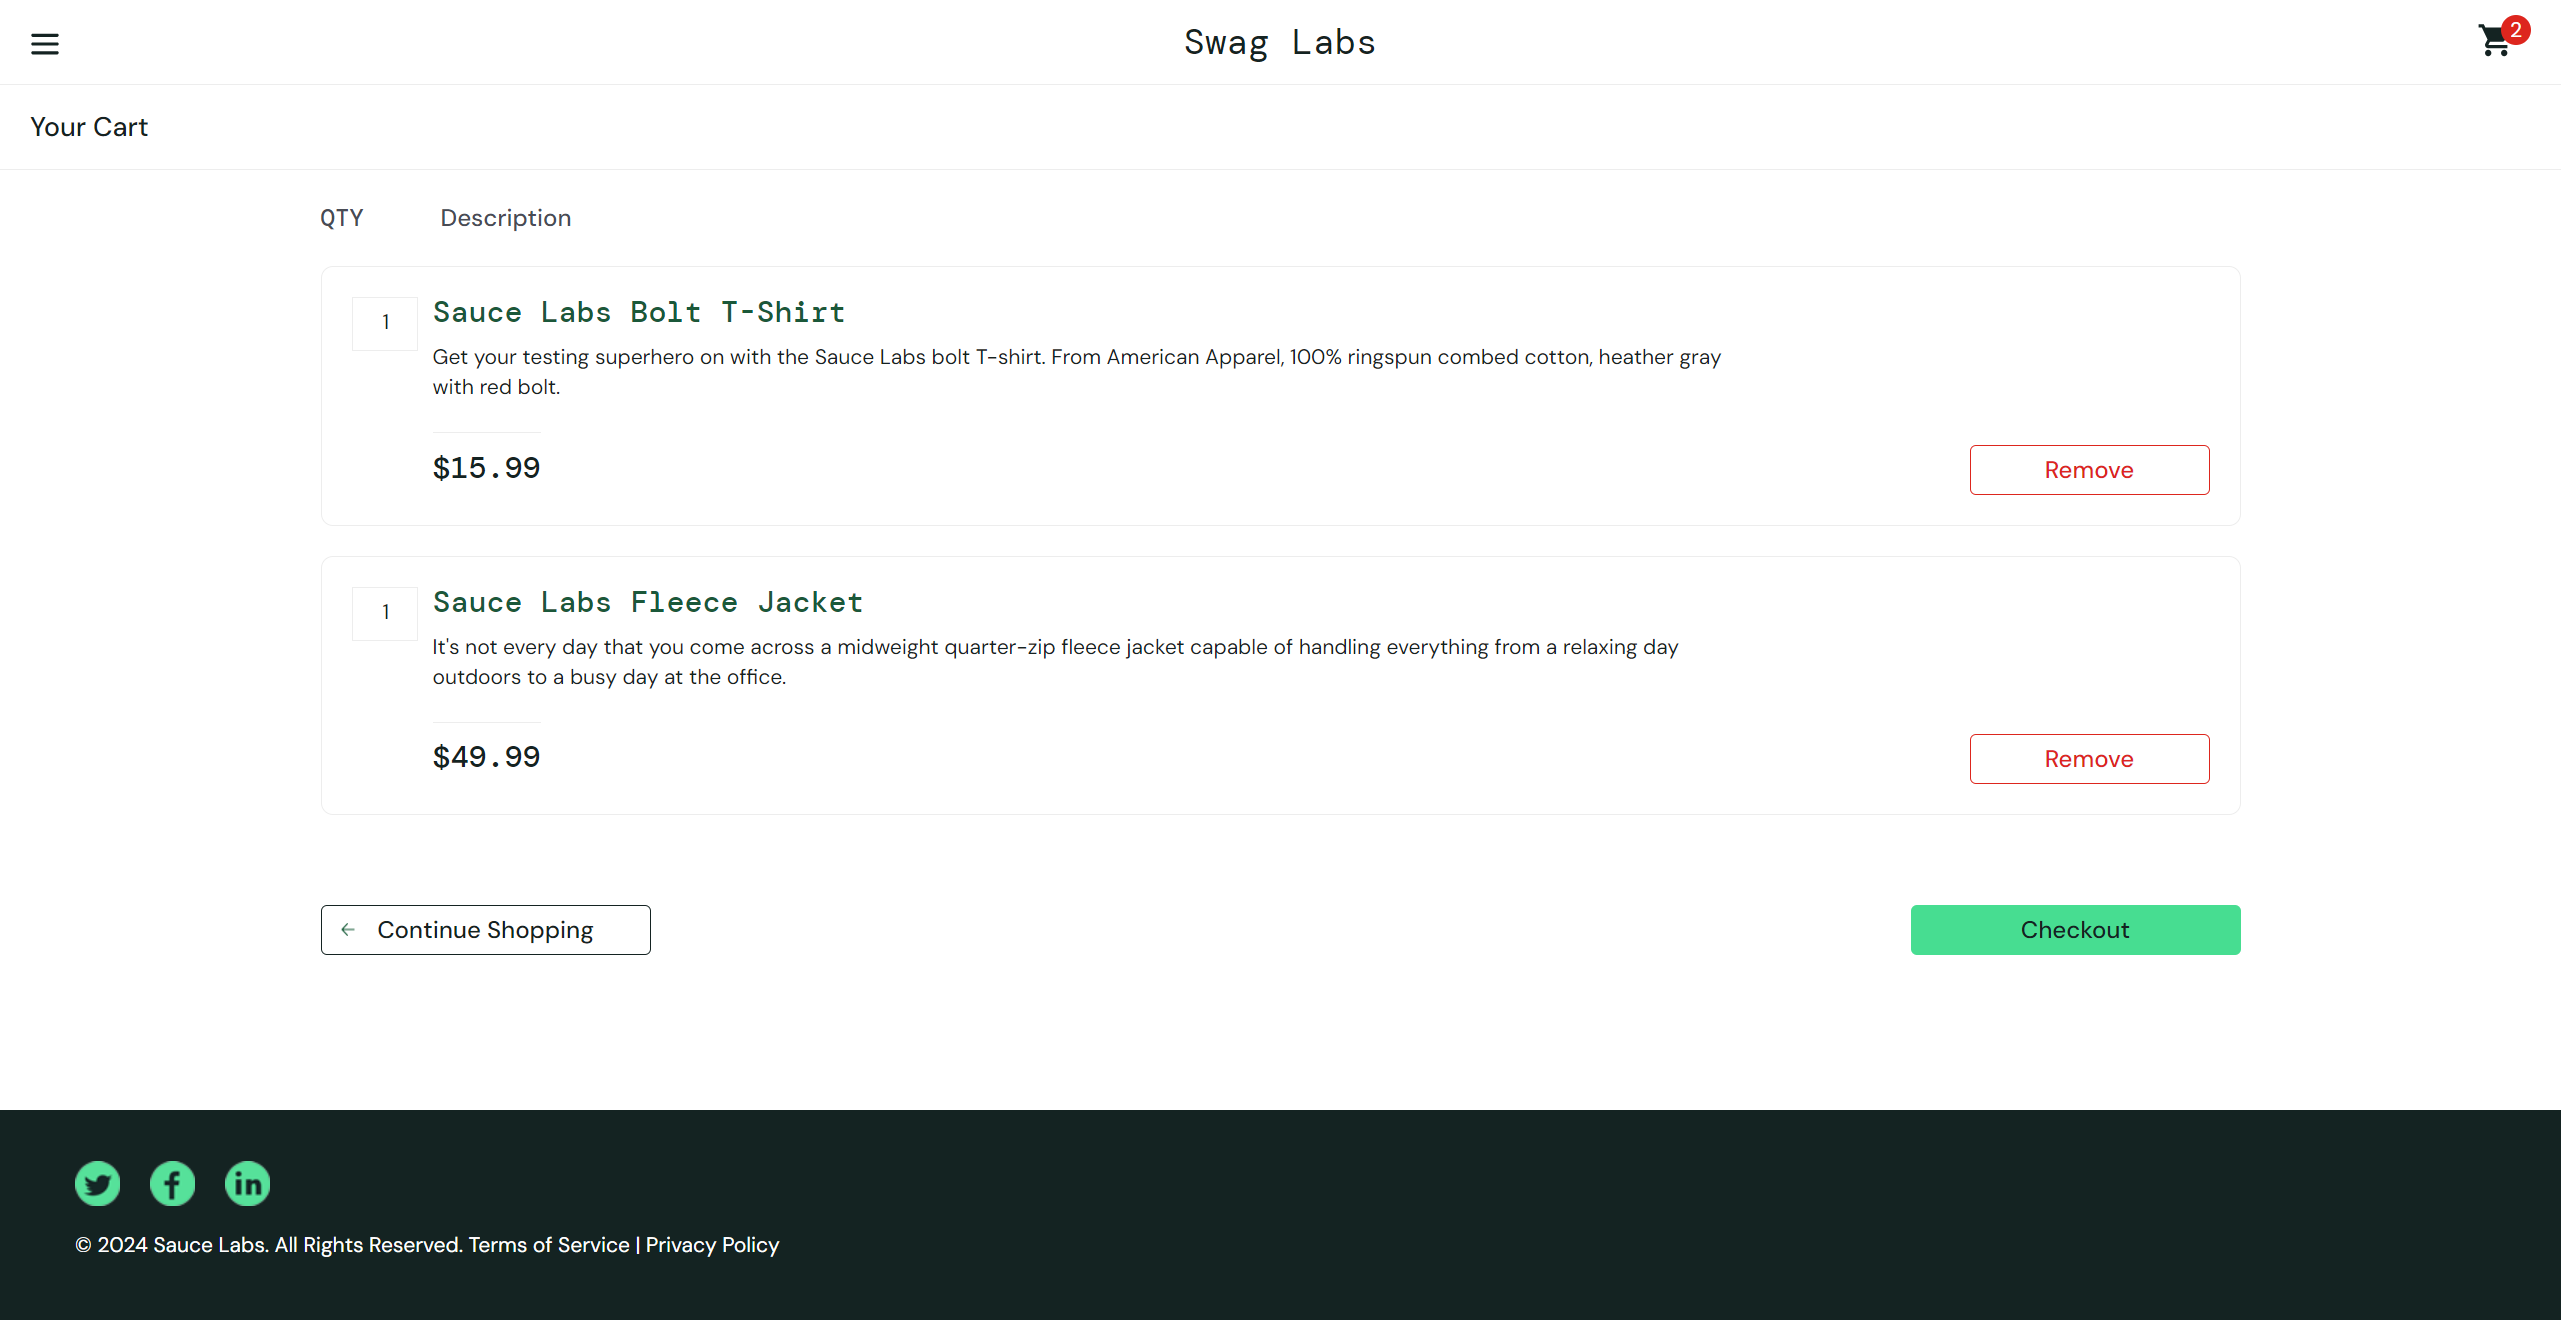 Swag Labs
2
Your Cart
QTY Description
1
Sauce Labs Bolt T-Shirt
Get your testing superhero on with the Sauce Labs bolt T-shirt. From American Apparel, 100% ringspun combed cotton, heather gray
with red bolt.
$15.99
Remove
1
Sauce Labs Fleece Jacket
It's not every day that you come across a midweight quarter-zip fleece jacket capable of handling everything from a relaxing day
outdoors to a busy day at the office.
$49.99
Remove
Continue Shopping
Checkout
© 2024 Sauce Labs. All Rights Reserved. Terms of Service | Privacy Policy